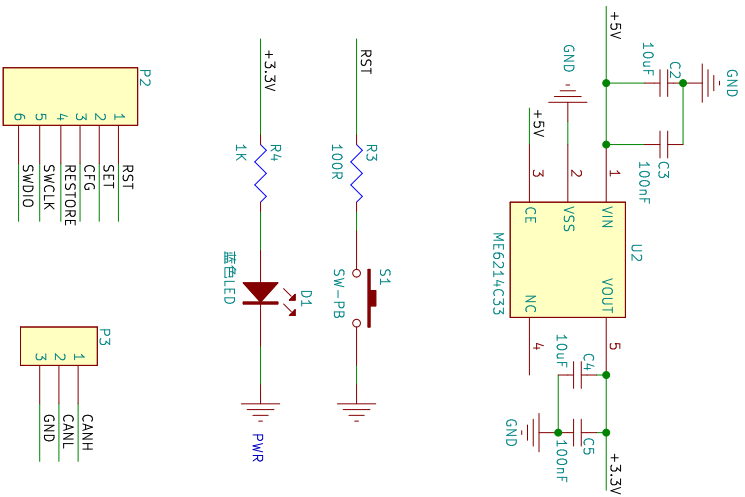 +5V
C2
10uF
GND
C3
100nF
GND
+5V
1
2
3
VIN
VSS
CE
U2
ME6214C33
VOUT
NC
5
4
C4
10uF
C5
100nF
GND
+3.3V
RST
R3
100R
S1
SW-PB
+3.3V
R4
1K
D1
蓝色LED
PWR
P2
1
2
3
4
5
6
RST
SET
CFG
RESTORE
SWCLK
SWDIO
P3
1
2
3
CANH
CANL
GND